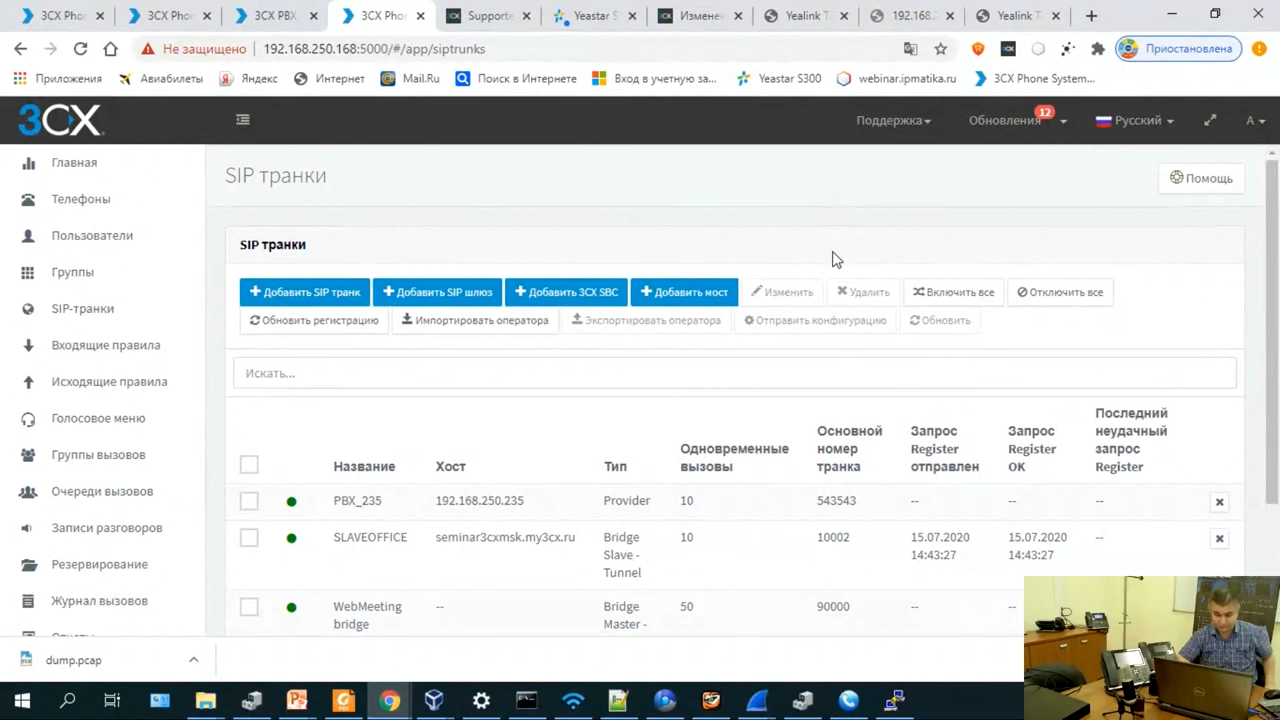 3CX Pho
3CX Phon
3CX PBX
3CX Phor
Supporte
Yeastar S
Изменен
Yealink T
192.168.
Yealink T
Не защищено
192.168.250.168:5000/#/app/siptrunks
Приостановлена
Приложения
Авиабилеты
Яндекс
Интернет
Mail.Ru
Поиск в Интернете
Вход в учетную за...
Yeastar S300
webinar.ipmatika.ru
3CX Phone System...
3CX
Поддержка
Обновления 12
Русский
A
Главная
Телефоны
Пользователи
Группы
SIP-транки
Входящие правила
Исходящие правила
Голосовое меню
Группы вызовов
Очереди вызовов
Записи разговоров
Резервирование
Журнал вызовов
SIP транки
Помощь
SIP транки
Добавить SIP транк
Добавить SIP шлюз
Добавить 3CX SBC
Добавить мост
Изменить
Удалить
Включить все
Отключить все
Обновить регистрацию
Импортировать оператора
Экспортировать оператора
Отправить конфигурацию
Обновить
Искать...
Название
Хост
Тип
Одновременные вызовы
Основной номер транка
Запрос Register отправлен
Запрос Register OK
Последний неудачный запрос Register
PBX_235 192.168.250.235 Provider 10 543543 -- -- --
SLAVEOFFICE seminar3cxmsk.my3cx.ru Bridge Slave - Tunnel 10 10002 15.07.2020 14:43:27 15.07.2020 14:43:27 --
WebMeeting bridge -- Bridge Master - 50 90000 -- --
dump.pcap